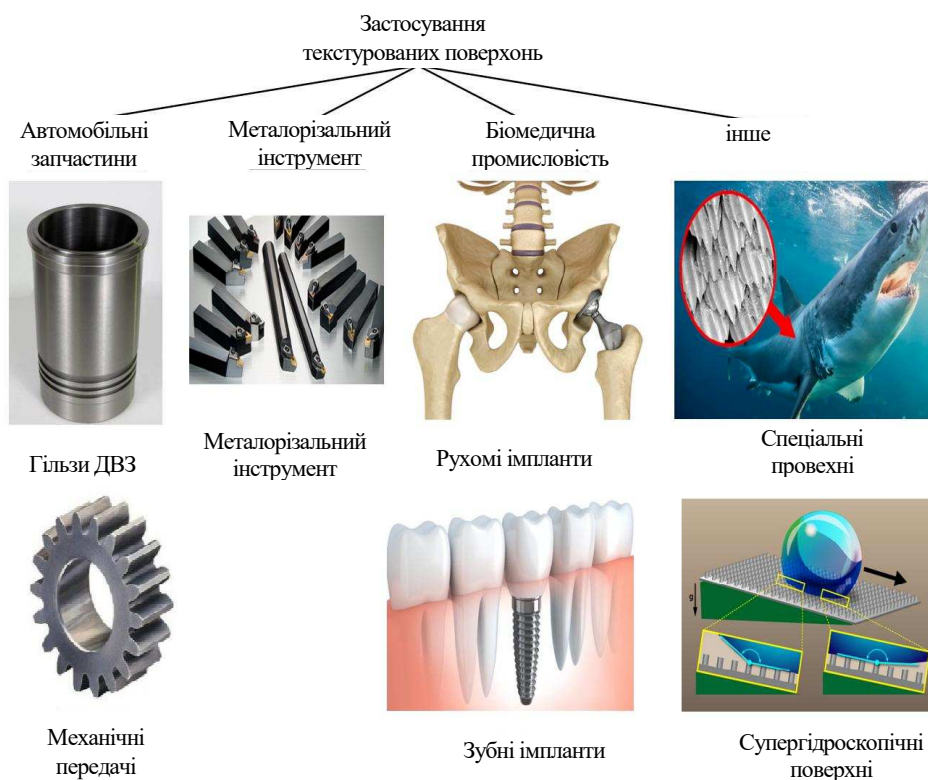 Застосування
текстурованих поверхонь
Автомобільні
запчастини
Металорізальний
інструмент
Біомедична
промисловість
інше
Гільзи ДВЗ
Металорізальний
інструмент
Рухомі імпланти
Спеціальні
провехні
g
Механічні
передачі
Зубні імпланти
Супергідроскопічні
поверхні